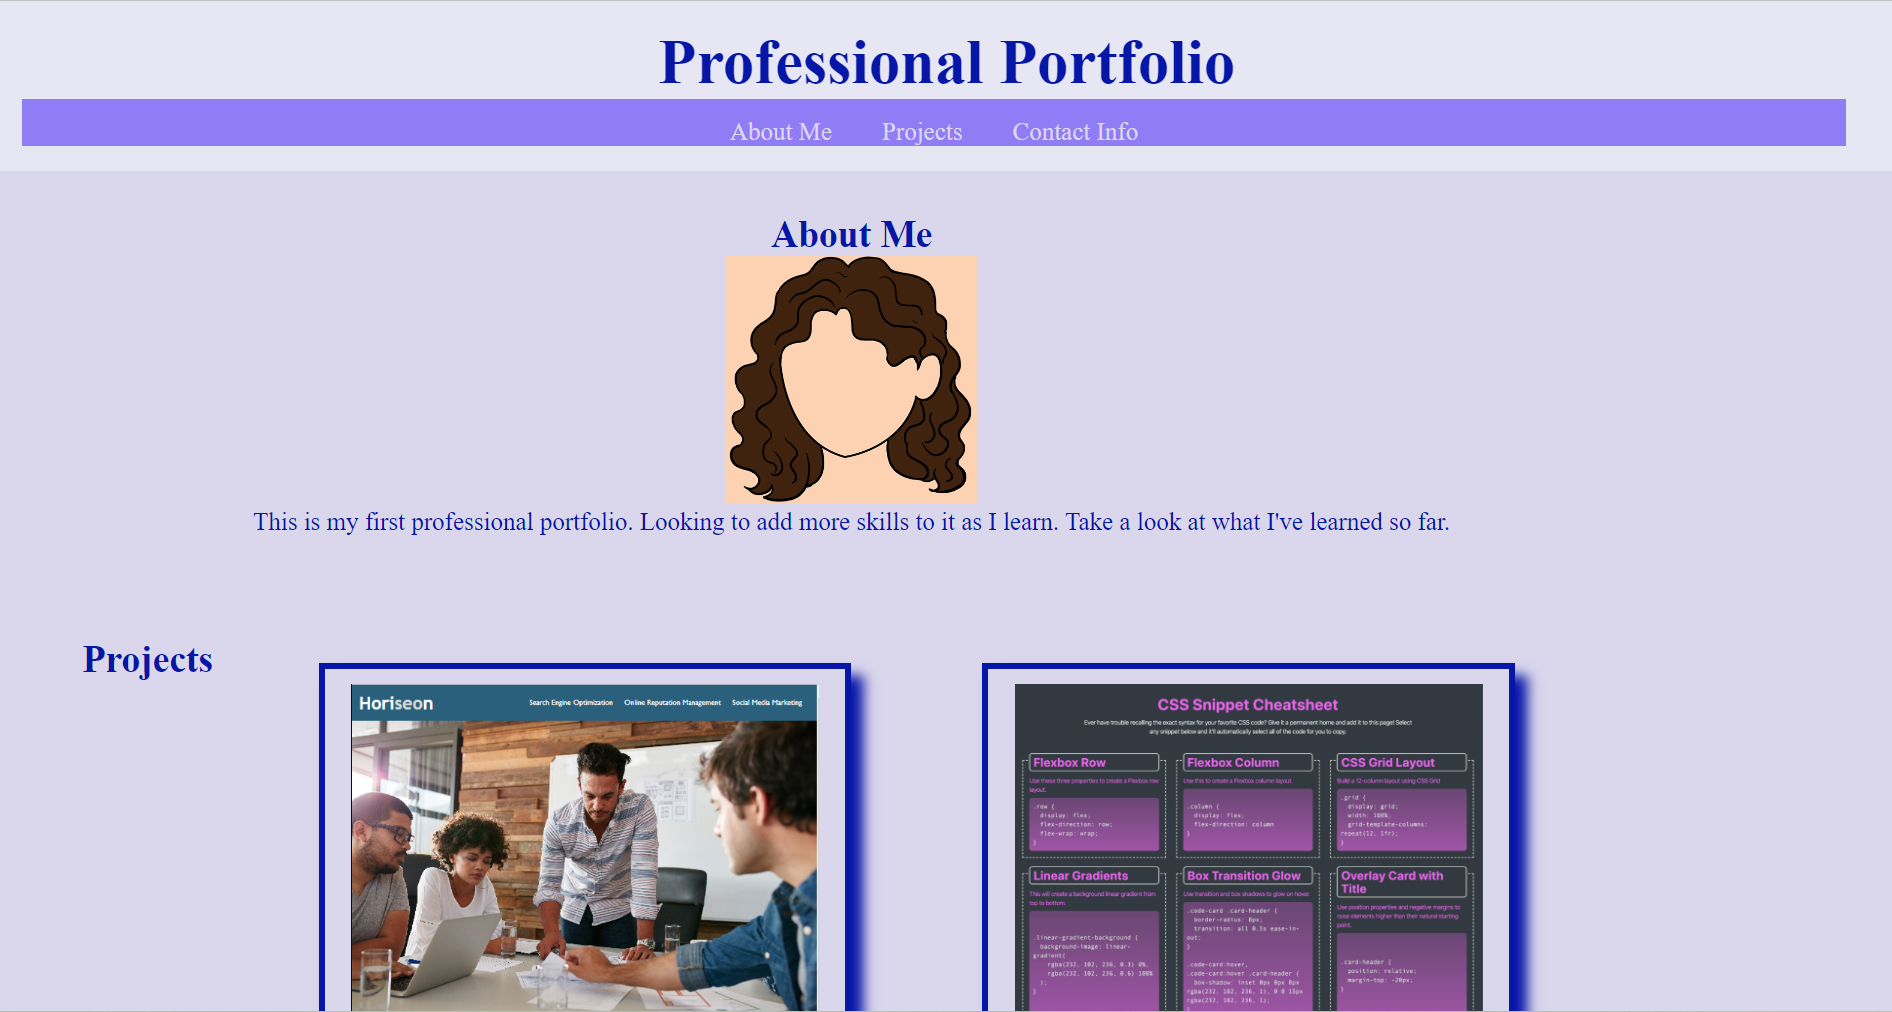 Professional Portfolio
About Me Projects Contact Info
About Me
This is my first professional portfolio. Looking to add more skills to it as I learn. Take a look at what I've learned so far.
Projects
Horiseon
Search Engine Optimization Online Reputation Management Social Media Marketing
CSS Snippet Cheatsheet
Ever have trouble recalling the exact syntax for your favorite CSS code? Give it a permanent home and add it to this page! Select
any snippet below and it'll automatically select all of the code for you to copy.
Flexbox Row
Use these three properties to create a Flexbox row
layout.
.row {
display: flex;
flex-direction: row;
flex-wrap: wrap;
}
Flexbox Column
Use this to create a Flexbox column layout.
.column {
display: flex;
flex-direction: column
}
CSS Grid Layout
Build a 12-column layout using CSS Grid
.grid {
display: grid;
width: 100%;
grid-template-columns:
repeat(12, 1fr);
}
Linear Gradients
This will create a background linear gradient from
top to bottom.
.linear-gradient-background {
background-image: linear-
gradient(
rgba(232, 102, 236, 0.3) 0%,
rgba(232, 102, 236, 0.6) 100%
);
}
Box Transition Glow
Use transition and box shadows to glow on hover.
.code-card .card-header {
border-radius: 8px;
transition: all 0.5s ease-in-
out;
}
.code-card:hover,
.code-card:hover .card-header {
box-shadow: inset 0px 0px 8px
rgba(232, 102, 236, 1), 0 0 15px
rgba(232, 102, 236, 1);
Overlay Card with
Title
Use position properties and negative margins to
raise elements higher than their natural starting
point.
.card-header {
position: relative;
margin-top: -20px;
}